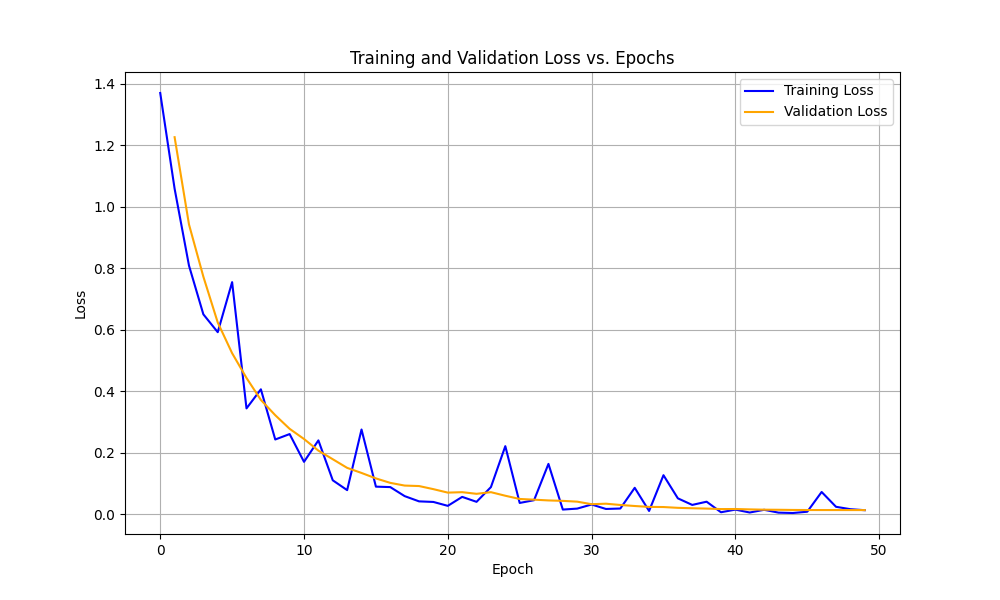 Training and Validation Loss vs. Epochs
Training Loss
Validation Loss
1.4
1.2
1.0
0.8
0.6
0.4
0.2
0.0
Loss
0 10 20 30 40 50
Epoch